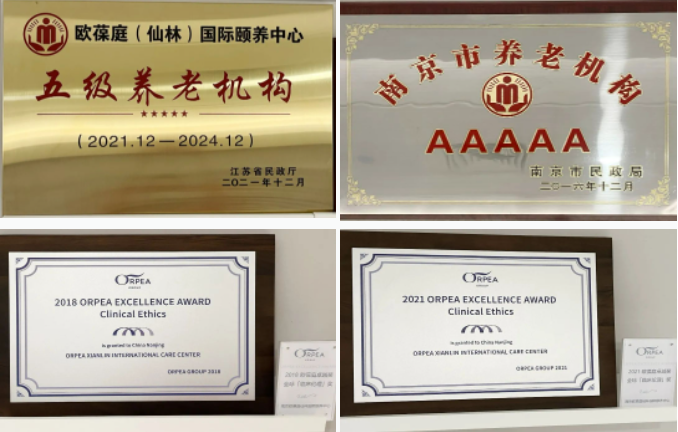 欧葆庭（仙林）国际颐养中心
五级养老机构
★★★★★
（2021.12—2024.12）
江苏省民政厅
二〇二一年十二月
南京市养老机构
AAAAA
南京市民政局
二〇一六年十二月
ORPEA
GROUP
2018 ORPEA EXCELLENCE AWARD
Clinical Ethics
is granted to China Nanjing
ORPEA XIANLIN INTERNATIONAL CARE CENTER
ORPEA GROUP 2018
ORPEA
ORPEA
GROUP
2021 ORPEA EXCELLENCE AWARD
Clinical Ethics
is granted to China Nanjing
ORPEA XIANLIN INTERNATIONAL CARE CENTER
ORPEA GROUP 2021
ORPEA